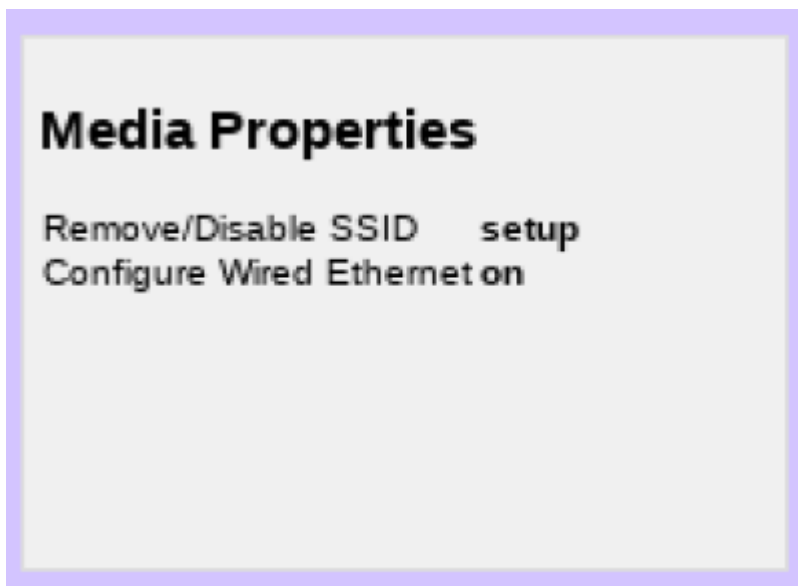 Media Properties
Remove/Disable SSID setup
Configure Wired Ethernet on